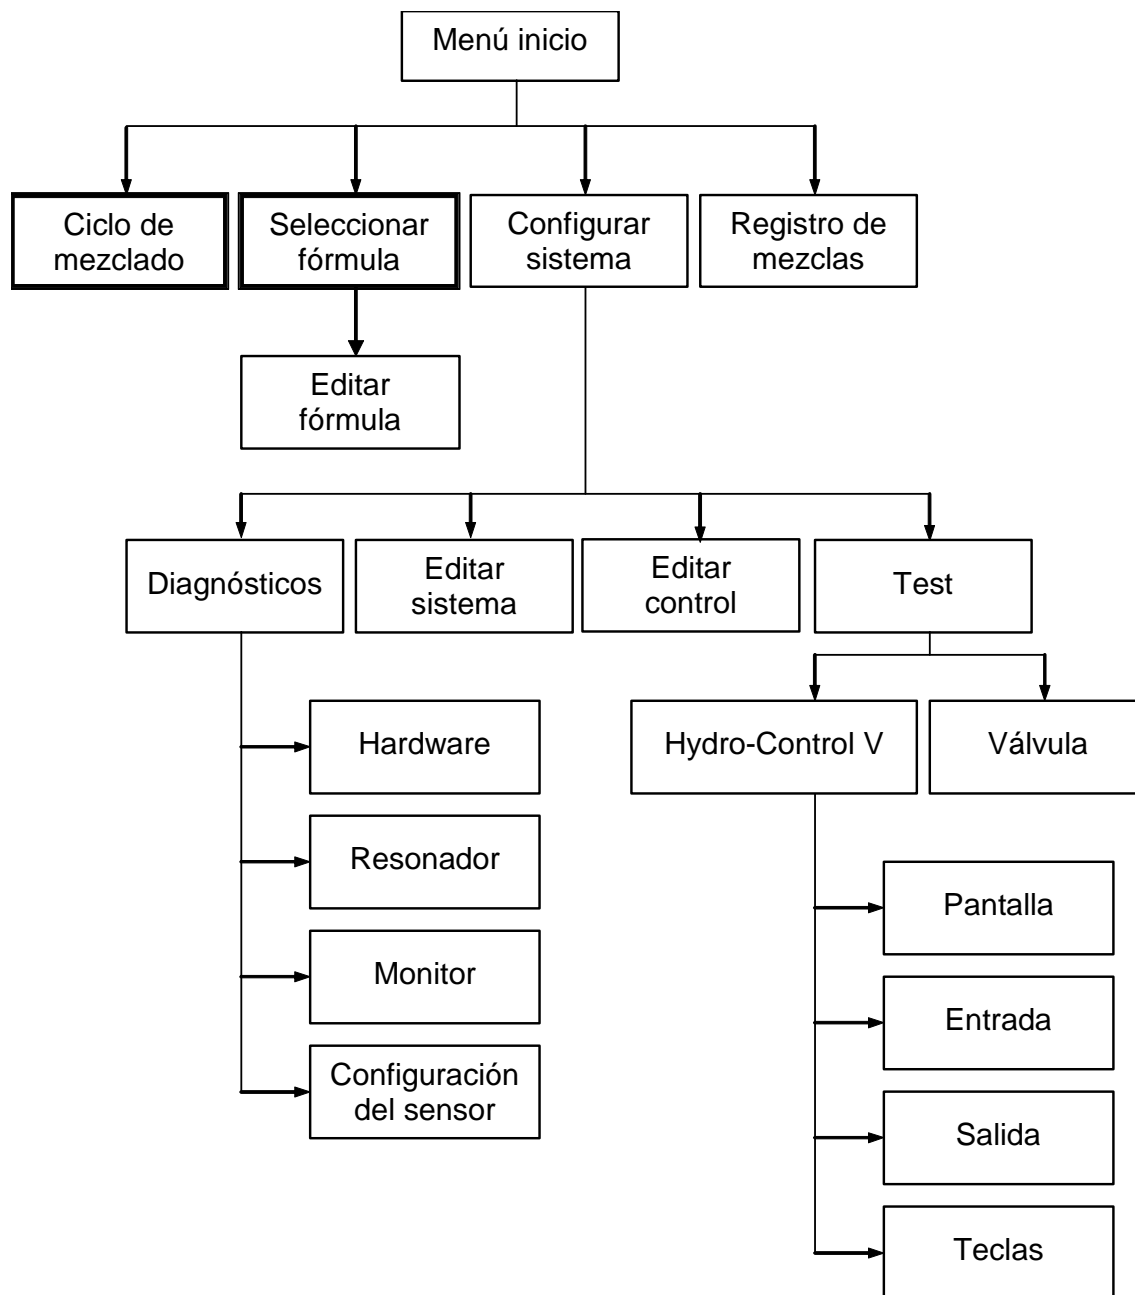 Menú inicio
Ciclo de
mezclado
Seleccionar
fórmula
Configurar
sistema
Registro de
mezclas
Editar
fórmula
Diagnósticos
Editar
sistema
Editar
control
Test
Hardware
Resonador
Monitor
Configuración
del sensor
Hydro-Control V
Válvula
Pantalla
Entrada
Salida
Teclas